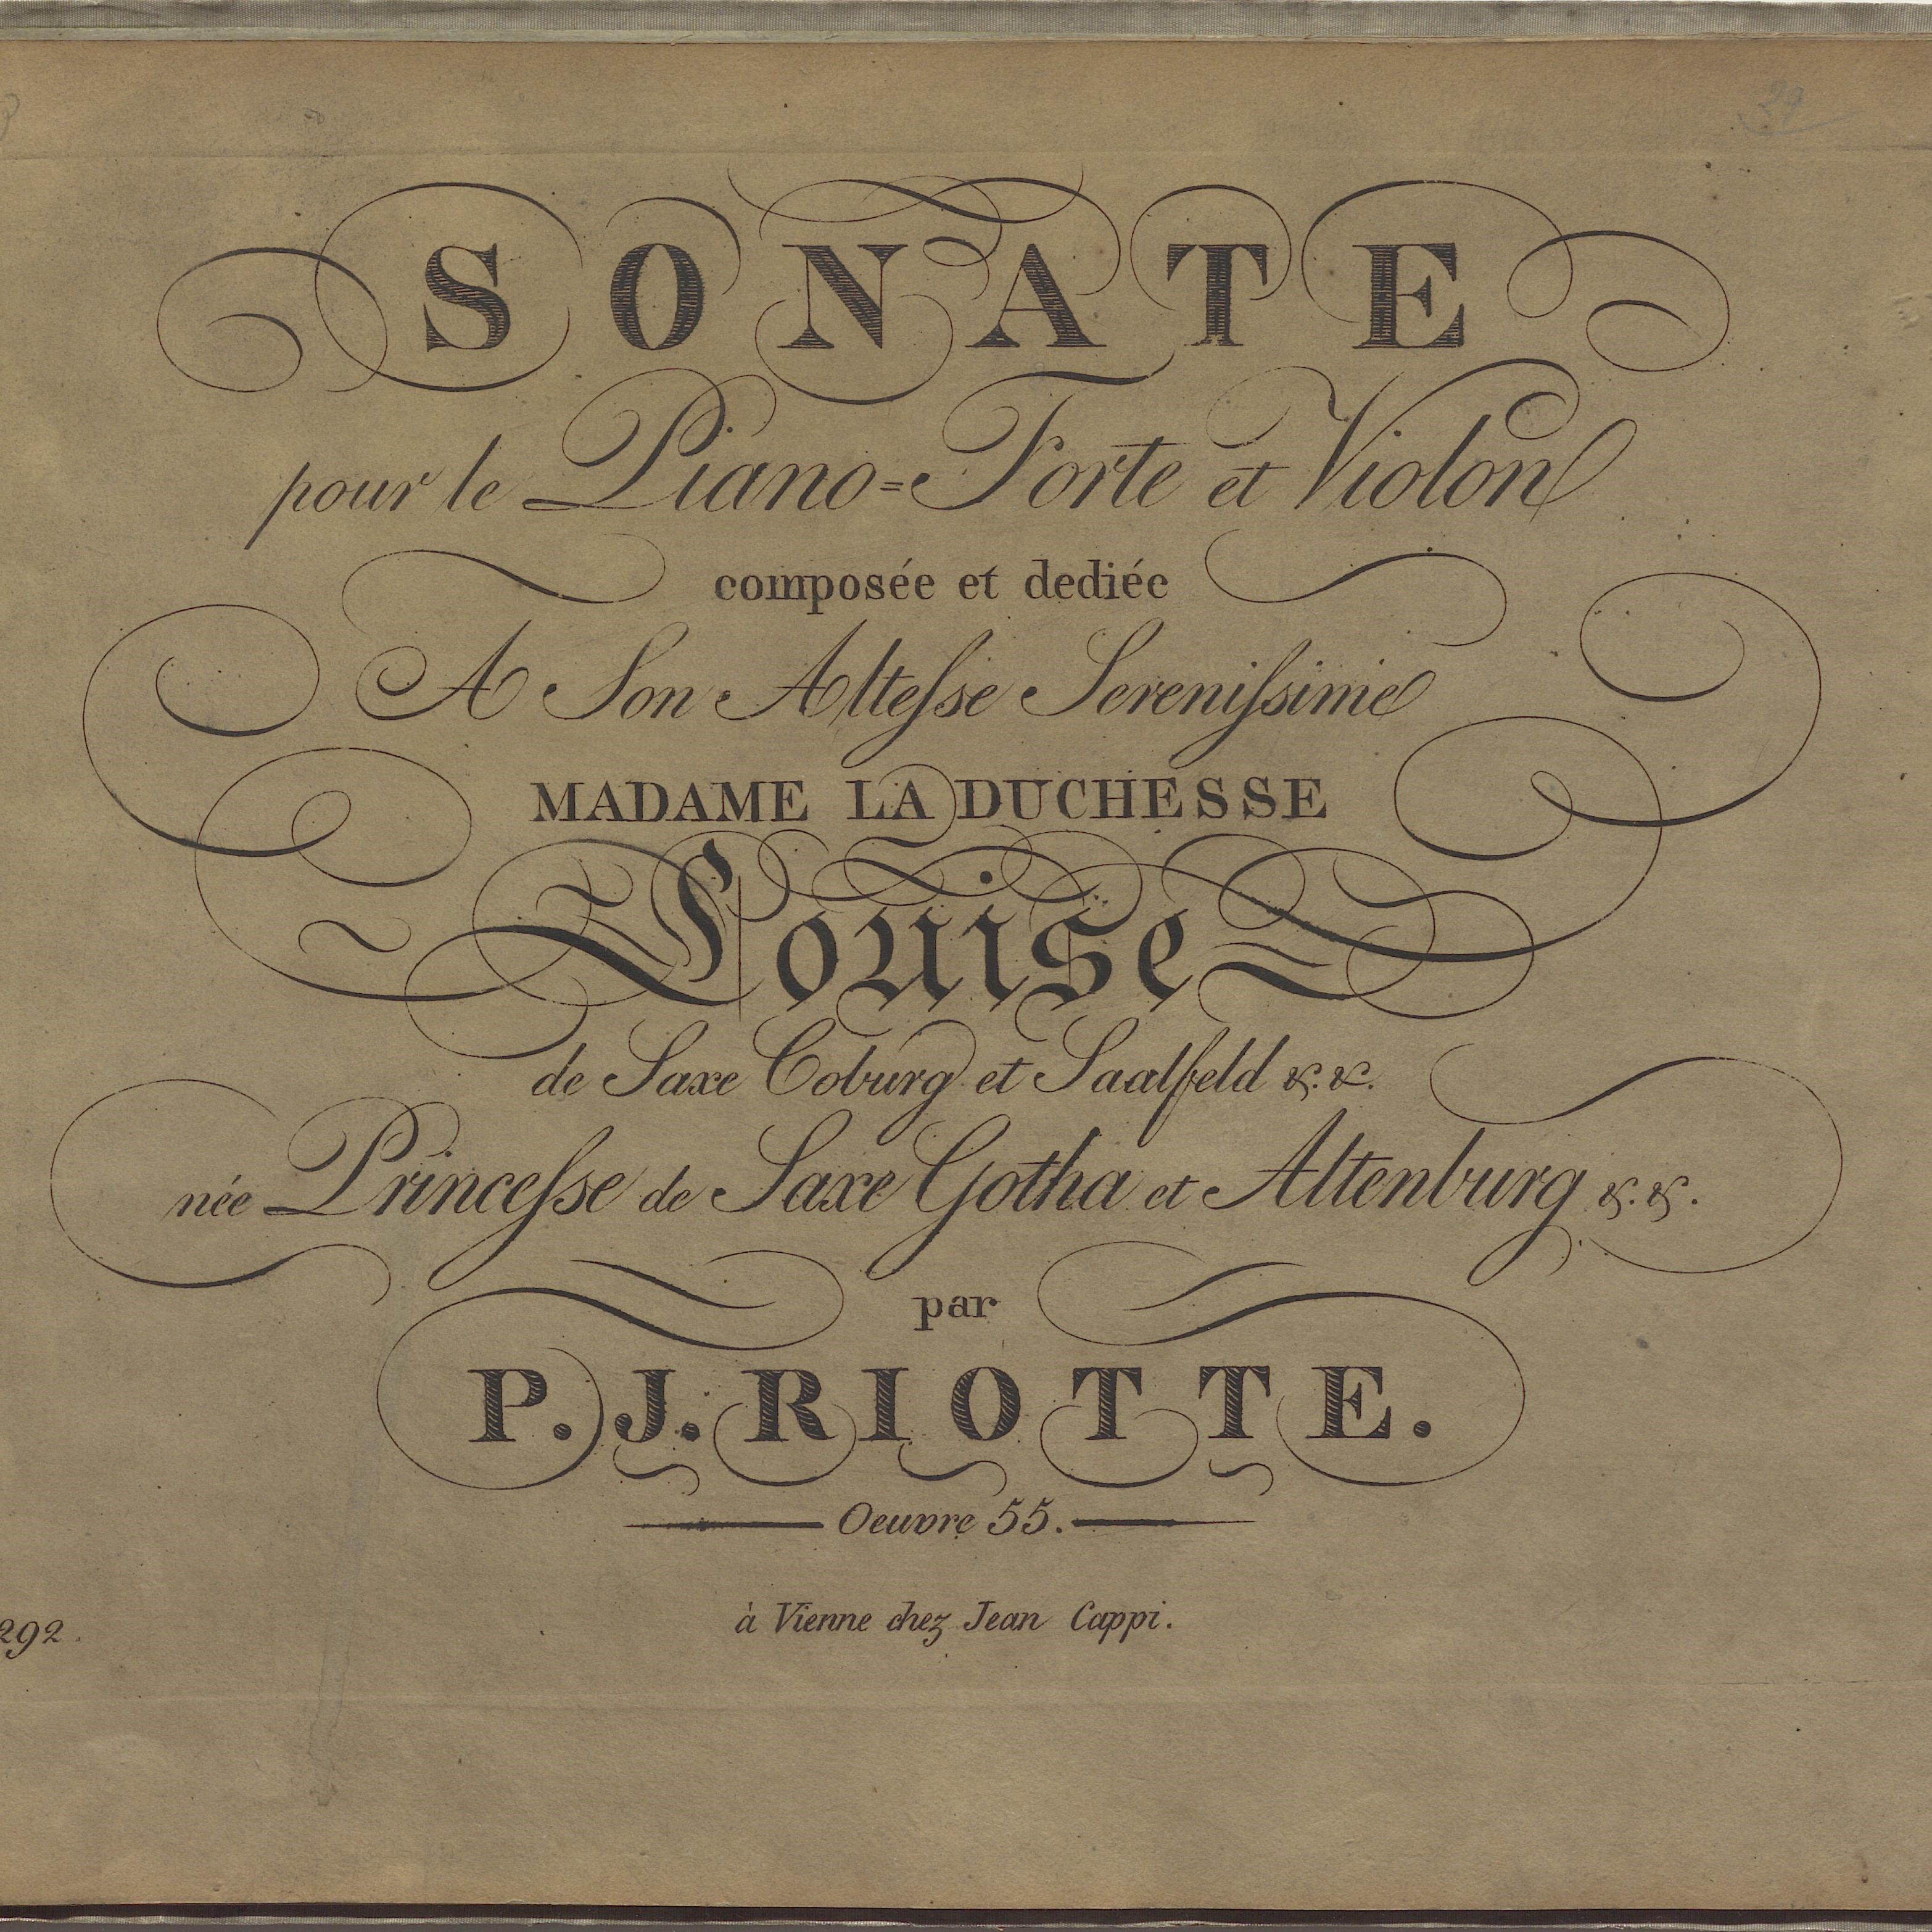 29
SONATE
pour le Piano=Forte et Violon
composée et dediée
A Son Altesse Serenissime
MADAME LA DUCHESSE
Louise
de Saxe Coburg et Saalfeld &. &.
née Princesse de Saxe Gotha et Altenburg &. &.
par
P. J. RIOTTE.
Oeuvre 55.
à Vienne chez Jean Cappi.
292.